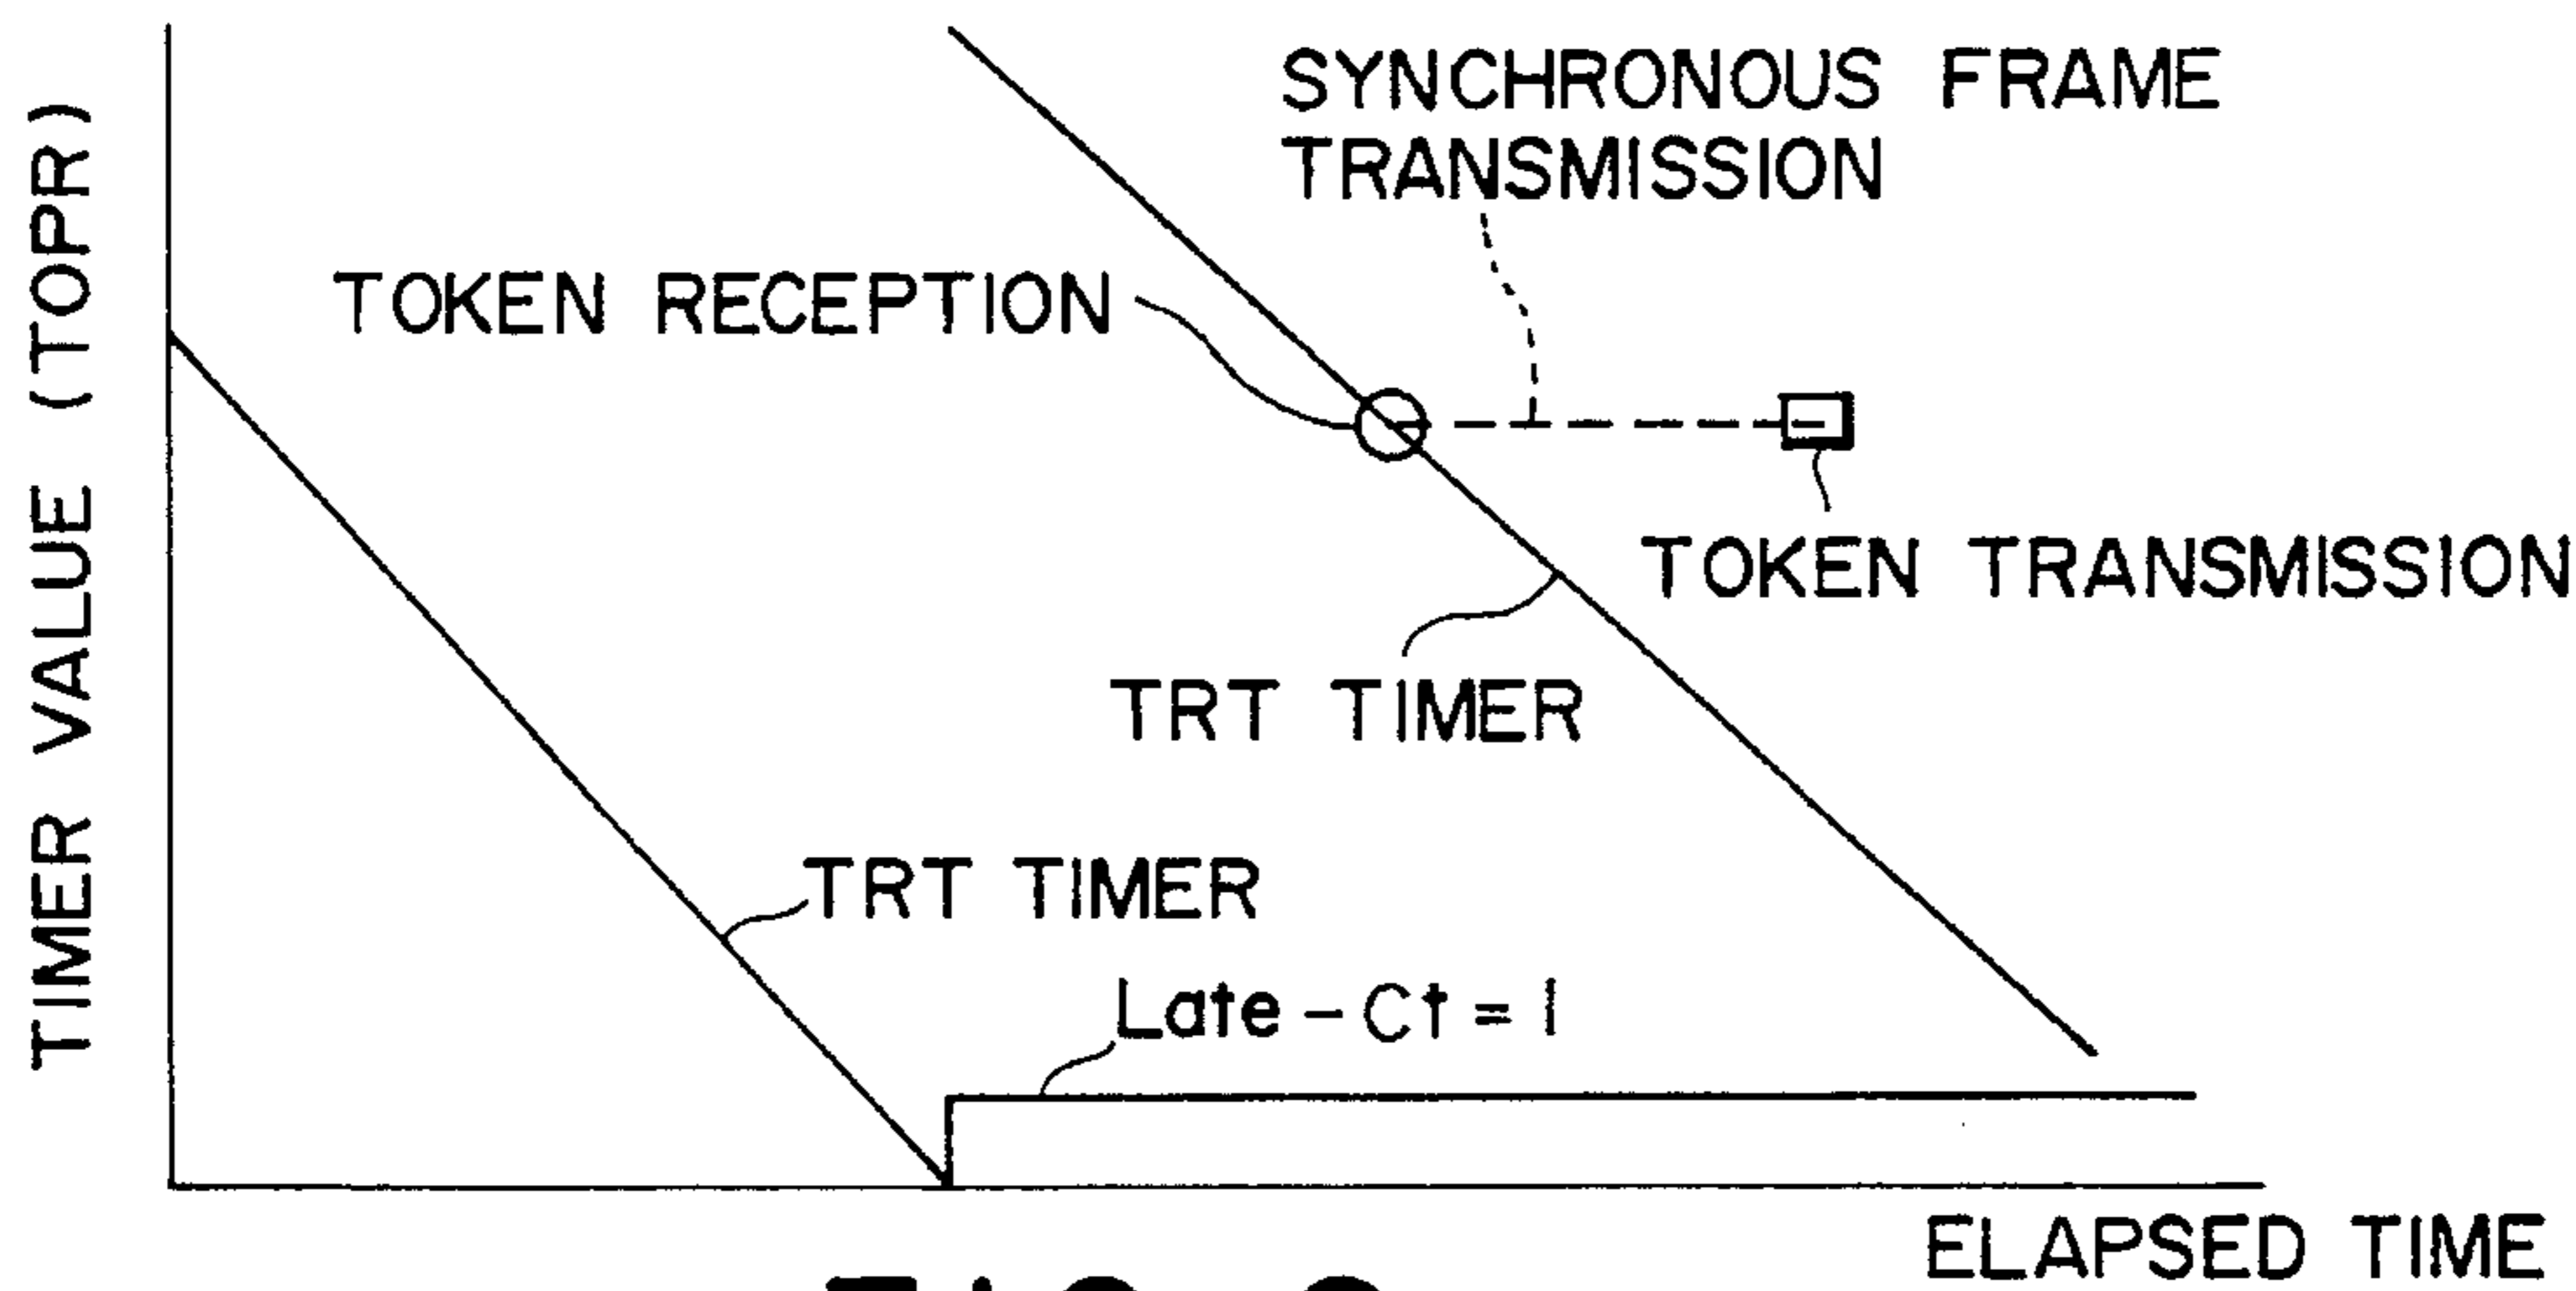 TIMER VALUE (TOPR)
SYNCHRONOUS FRAME
TRANSMISSION
TOKEN RECEPTION
TOKEN TRANSMISSION
TRT TIMER
TRT TIMER
Late-Ct = 1
ELAPSED TIME